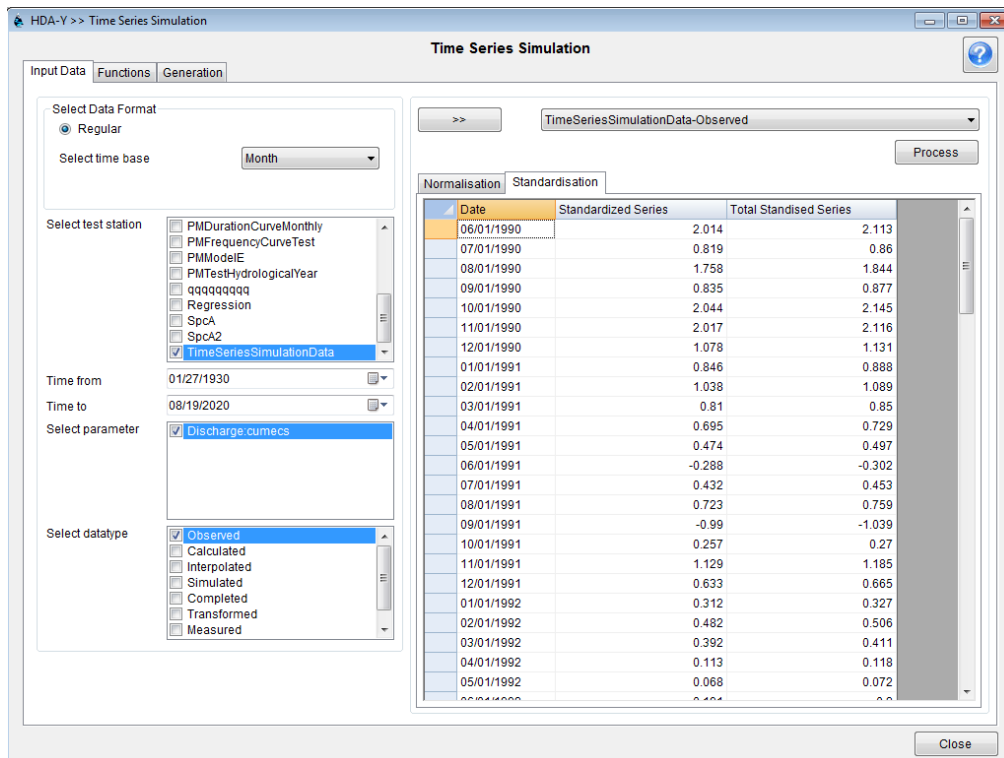 HDA-Y >> Time Series Simulation
Time Series Simulation
Input Data Functions Generation
Select Data Format
Regular
Select time base Month
Select test station
PMDurationCurveMonthly
PMFrequencyCurveTest
PMModelE
PMTestHydrologicalYear
qqqqqqqqq
Regression
SpcA
SpcA2
TimeSeriesSimulationData
Time from 01/27/1930
Time to 08/19/2020
Select parameter Discharge:cumecs
Select datatype
Observed
Calculated
Interpolated
Simulated
Completed
Transformed
Measured
>> TimeSeriesSimulationData-Observed
Process
Normalisation Standardisation
Date Standardized Series Total Standised Series
06/01/1990 2.014 2.113
07/01/1990 0.819 0.86
08/01/1990 1.758 1.844
09/01/1990 0.835 0.877
10/01/1990 2.044 2.145
11/01/1990 2.017 2.116
12/01/1990 1.078 1.131
01/01/1991 0.846 0.888
02/01/1991 1.038 1.089
03/01/1991 0.81 0.85
04/01/1991 0.695 0.729
05/01/1991 0.474 0.497
06/01/1991 -0.288 -0.302
07/01/1991 0.432 0.453
08/01/1991 0.723 0.759
09/01/1991 -0.99 -1.039
10/01/1991 0.257 0.27
11/01/1991 1.129 1.185
12/01/1991 0.633 0.665
01/01/1992 0.312 0.327
02/01/1992 0.482 0.506
03/01/1992 0.392 0.411
04/01/1992 0.113 0.118
05/01/1992 0.068 0.072
Close